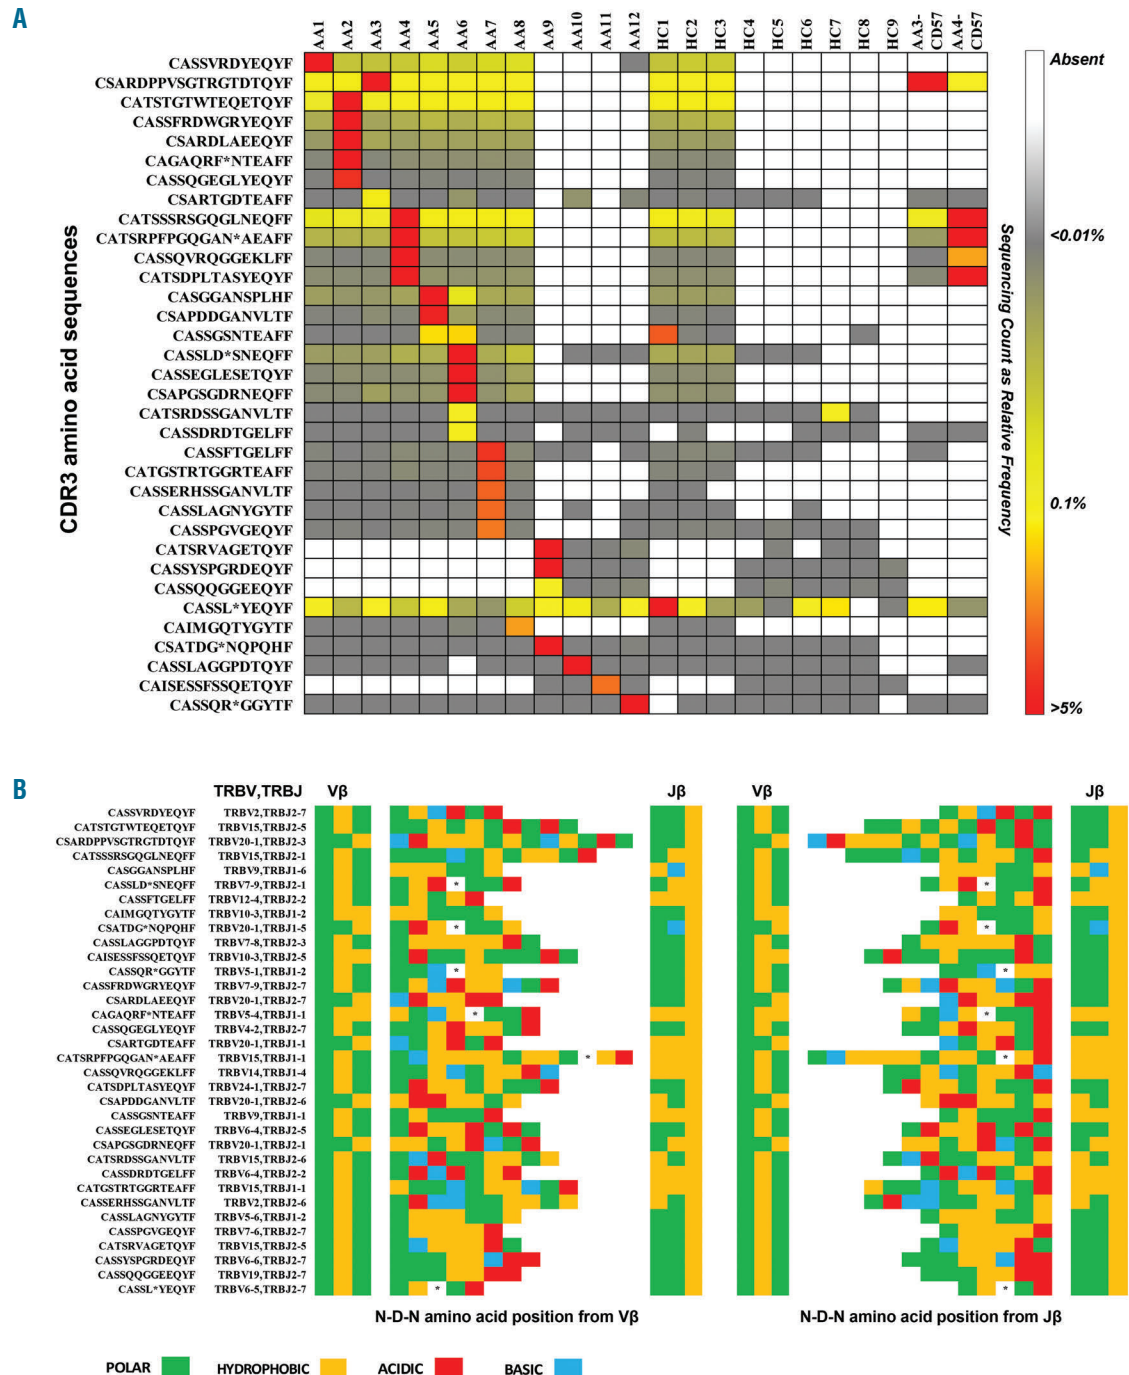 A
AA1 AA2 AA3 AA4 AA5 AA6 AA7 AA8 AA9 AA10 AA11 AA12 HC1 HC2 HC3 HC4 HC5 HC6 HC7 HC8 HC9 AA3-CD57 AA4-CD57
CDR3 amino acid sequences
CASSVRDYEQYF
CSARDPPVSGTRGTDTQYF
CATSTGTWTEQETQYF
CASSFRDWGRYEQYF
CSARDLAEEQYF
CAGAQRF*NTEAFF
CASSQGEGLYEQYF
CSARTGDTEAFF
CATSSSRSGQGLNEQFF
CATSRPFPGQGAN*AEAFF
CASSQVRQGGEKLFF
CATSDPLTASYEQYF
CASGGANSPLHF
CSAPDDGANVLTF
CASSGSNTEAFF
CASSLD*SNEQFF
CASSEGLESETQYF
CSAPGSGDRNEQFF
CATSRDSSGANVLTF
CASSDRDTGELFF
CASSFTGELFF
CATGSTRTGGRTEAFF
CASSERHSSGANVLTF
CASSLAGNYGYTF
CASSPGVGEQYF
CATSRVAGETQYF
CASSYSPGRDEQYF
CASSQQGGEEQYF
CASSL*YEQYF
CAIMGQTYGYTF
CSATDG*NQPQHF
CASSLAGGPDTQYF
CAISESSFSSQETQYF
CASSQR*GGYTF
Absent
<0.01%
0.1%
>5%
Sequencing Count as Relative Frequency
B
TRBV,TRBJ Vβ Jβ Vβ Jβ
CASSVRDYEQYF TRBV2,TRBJ2-7
CATSTGTWTEQETQYF TRBV15,TRBJ2-5
CSARDPPVSGTRGTDTQYF TRBV20-1,TRBJ2-3
CATSSSRSGQGLNEQFF TRBV15,TRBJ2-1
CASGGANSPLHF TRBV9,TRBJ1-6
CASSLD*SNEQFF TRBV7-9,TRBJ2-1 * *
CASSFTGELFF TRBV12-4,TRBJ2-2
CAIMGQTYGYTF TRBV10-3,TRBJ1-2
CSATDG*NQPQHF TRBV20-1,TRBJ1-5 * *
CASSLAGGPDTQYF TRBV7-8,TRBJ2-3
CAISESSFSSQETQYF TRBV10-3,TRBJ2-5
CASSQR*GGYTF TRBV5-1,TRBJ1-2 * *
CASSFRDWGRYEQYF TRBV7-9,TRBJ2-7
CSARDLAEEQYF TRBV20-1,TRBJ2-7
CAGAQRF*NTEAFF TRBV5-4,TRBJ1-1 * *
CASSQGEGLYEQYF TRBV4-2,TRBJ2-7
CSARTGDTEAFF TRBV20-1,TRBJ1-1
CATSRPFPGQGAN*AEAFF TRBV15,TRBJ1-1 * *
CASSQVRQGGEKLFF TRBV14,TRBJ1-4
CATSDPLTASYEQYF TRBV24-1,TRBJ2-7
CSAPDDGANVLTF TRBV20-1,TRBJ2-6
CASSGSNTEAFF TRBV9,TRBJ1-1
CASSEGLESETQYF TRBV6-4,TRBJ2-5
CSAPGSGDRNEQFF TRBV20-1,TRBJ2-1
CATSRDSSGANVLTF TRBV15,TRBJ2-6
CASSDRDTGELFF TRBV6-4,TRBJ2-2
CATGSTRTGGRTEAFF TRBV15,TRBJ1-1
CASSERHSSGANVLTF TRBV2,TRBJ2-6
CASSLAGNYGYTF TRBV5-6,TRBJ1-2
CASSPGVGEQYF TRBV7-6,TRBJ2-7
CATSRVAGETQYF TRBV15,TRBJ2-5
CASSYSPGRDEQYF TRBV6-6,TRBJ2-7
CASSQQGGEEQYF TRBV19,TRBJ2-7
CASSL*YEQYF TRBV6-5,TRBJ2-7 * *
N-D-N amino acid position from Vβ N-D-N amino acid position from Jβ
POLAR HYDROPHOBIC ACIDIC BASIC